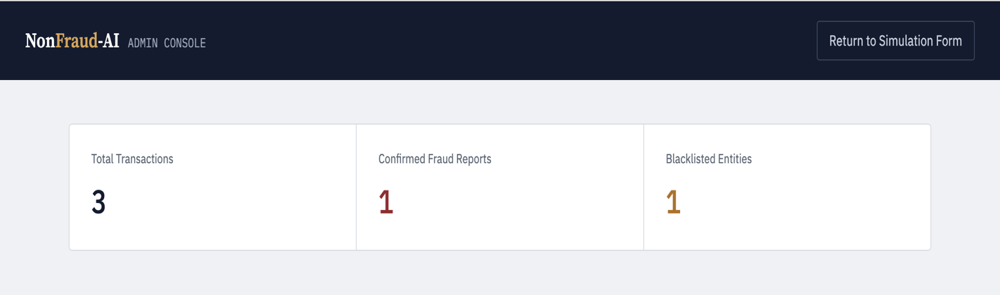 NonFraud-AI ADMIN CONSOLE
Return to Simulation Form
Total Transactions
3
Confirmed Fraud Reports
1
Blacklisted Entities
1